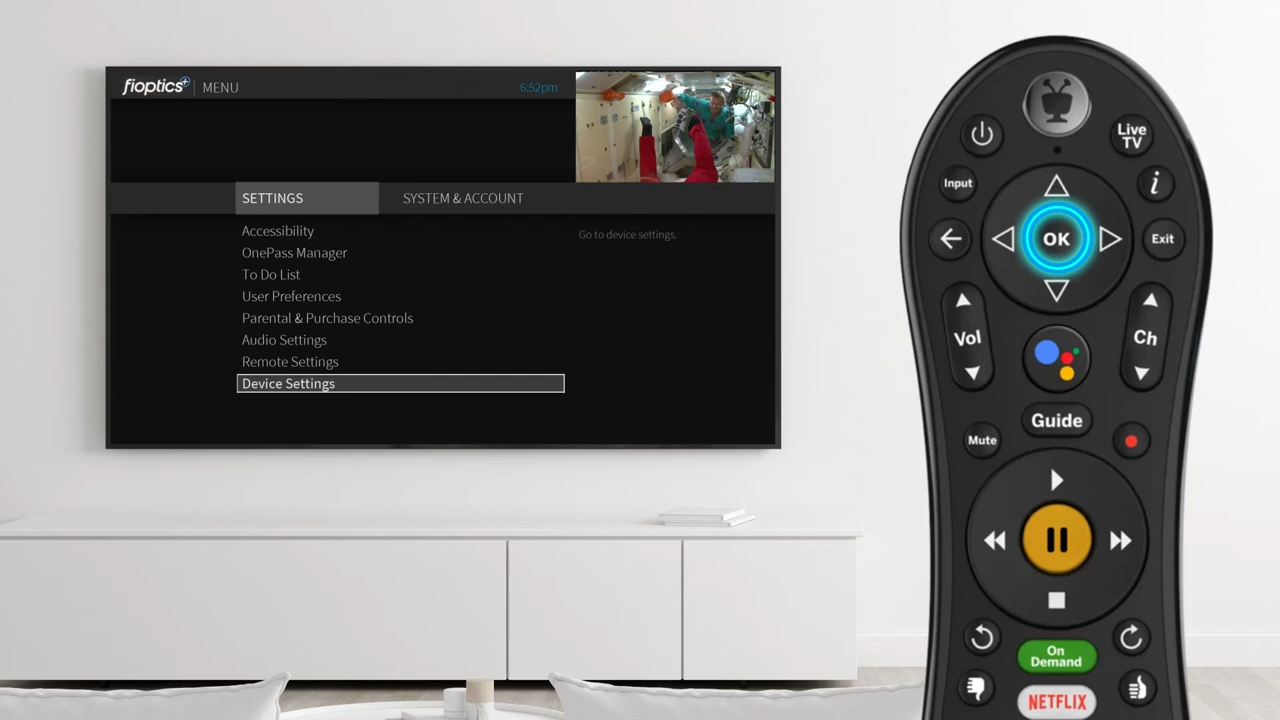 fioptics+ MENU 6:52pm
SETTINGS SYSTEM & ACCOUNT
Accessibility
Go to device settings.
OnePass Manager
To Do List
User Preferences
Parental & Purchase Controls
Audio Settings
Remote Settings
Device Settings
Live
TV
Input
i
OK
Exit
Vol
Ch
Guide
Mute
On
Demand
NETFLIX